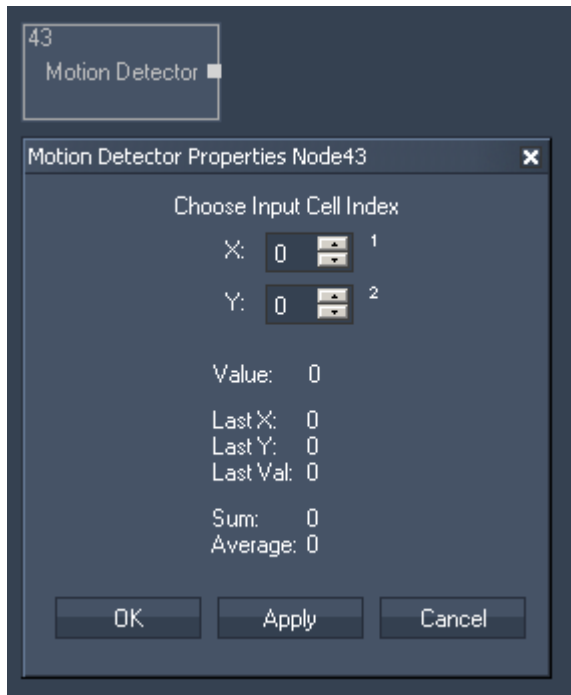 43
Motion Detector
Motion Detector Properties Node43
Choose Input Cell Index
X: 0 1
Y: 0 2
Value: 0
Last X: 0
Last Y: 0
Last Val: 0
Sum: 0
Average: 0
OK Apply Cancel